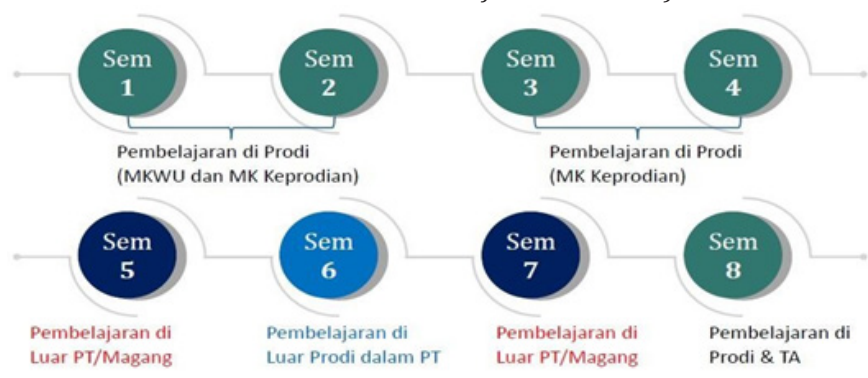 Sem
1
Sem
2
Sem
3
Sem
4
Pembelajaran di Prodi
(MKWU dan MK Keprodian)
Pembelajaran di Prodi
(MK Keprodian)
Sem
5
Sem
6
Sem
7
Sem
8
Pembelajaran di
Luar PT/Magang
Pembelajaran di
Luar Prodi dalam PT
Pembelajaran di
Luar PT/Magang
Pembelajaran di
Prodi & TA